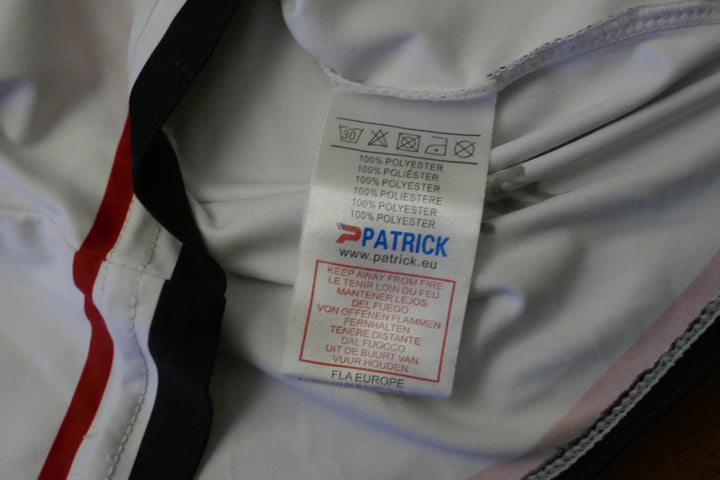 30
100% POLYESTER
100% POLIÉSTER
100% POLYESTER
100% POLIESTERE
100% POLYESTER
100% POLYESTER
PATRICK
www.patrick.eu
KEEP AWAY FROM FIRE
LE TENIR LOIN DU FEU
MANTENER LEJOS
DEL FUEGO
VON OFFENEN FLAMMEN
FERNHALTEN
TENERE DISTANTE
DAL FUOCCO
UIT DE BUURT VAN
VUUR HOUDEN
FLA EUROPE